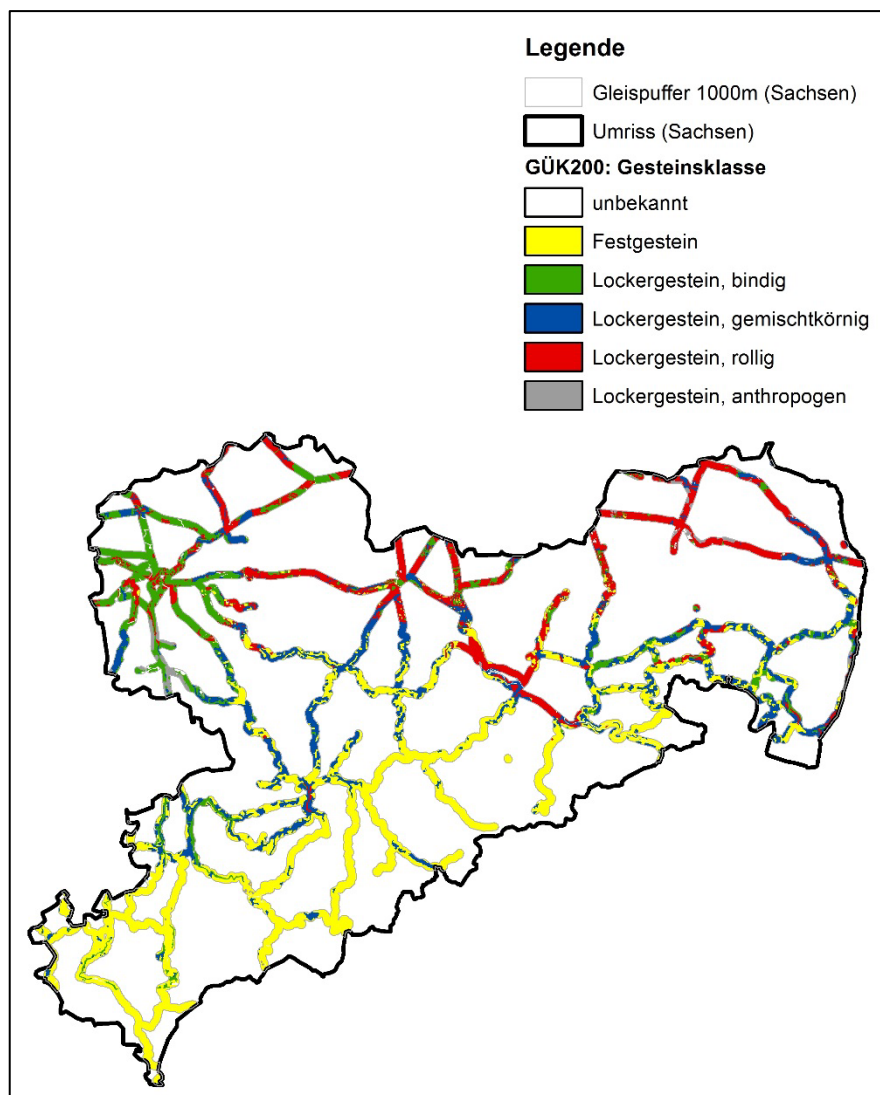 Legende
Gleispuffer 1000m (Sachsen)
Umriss (Sachsen)
GÜK200: Gesteinsklasse
unbekannt
Festgestein
Lockergestein, bindig
Lockergestein, gemischtkörnig
Lockergestein, rollig
Lockergestein, anthropogen